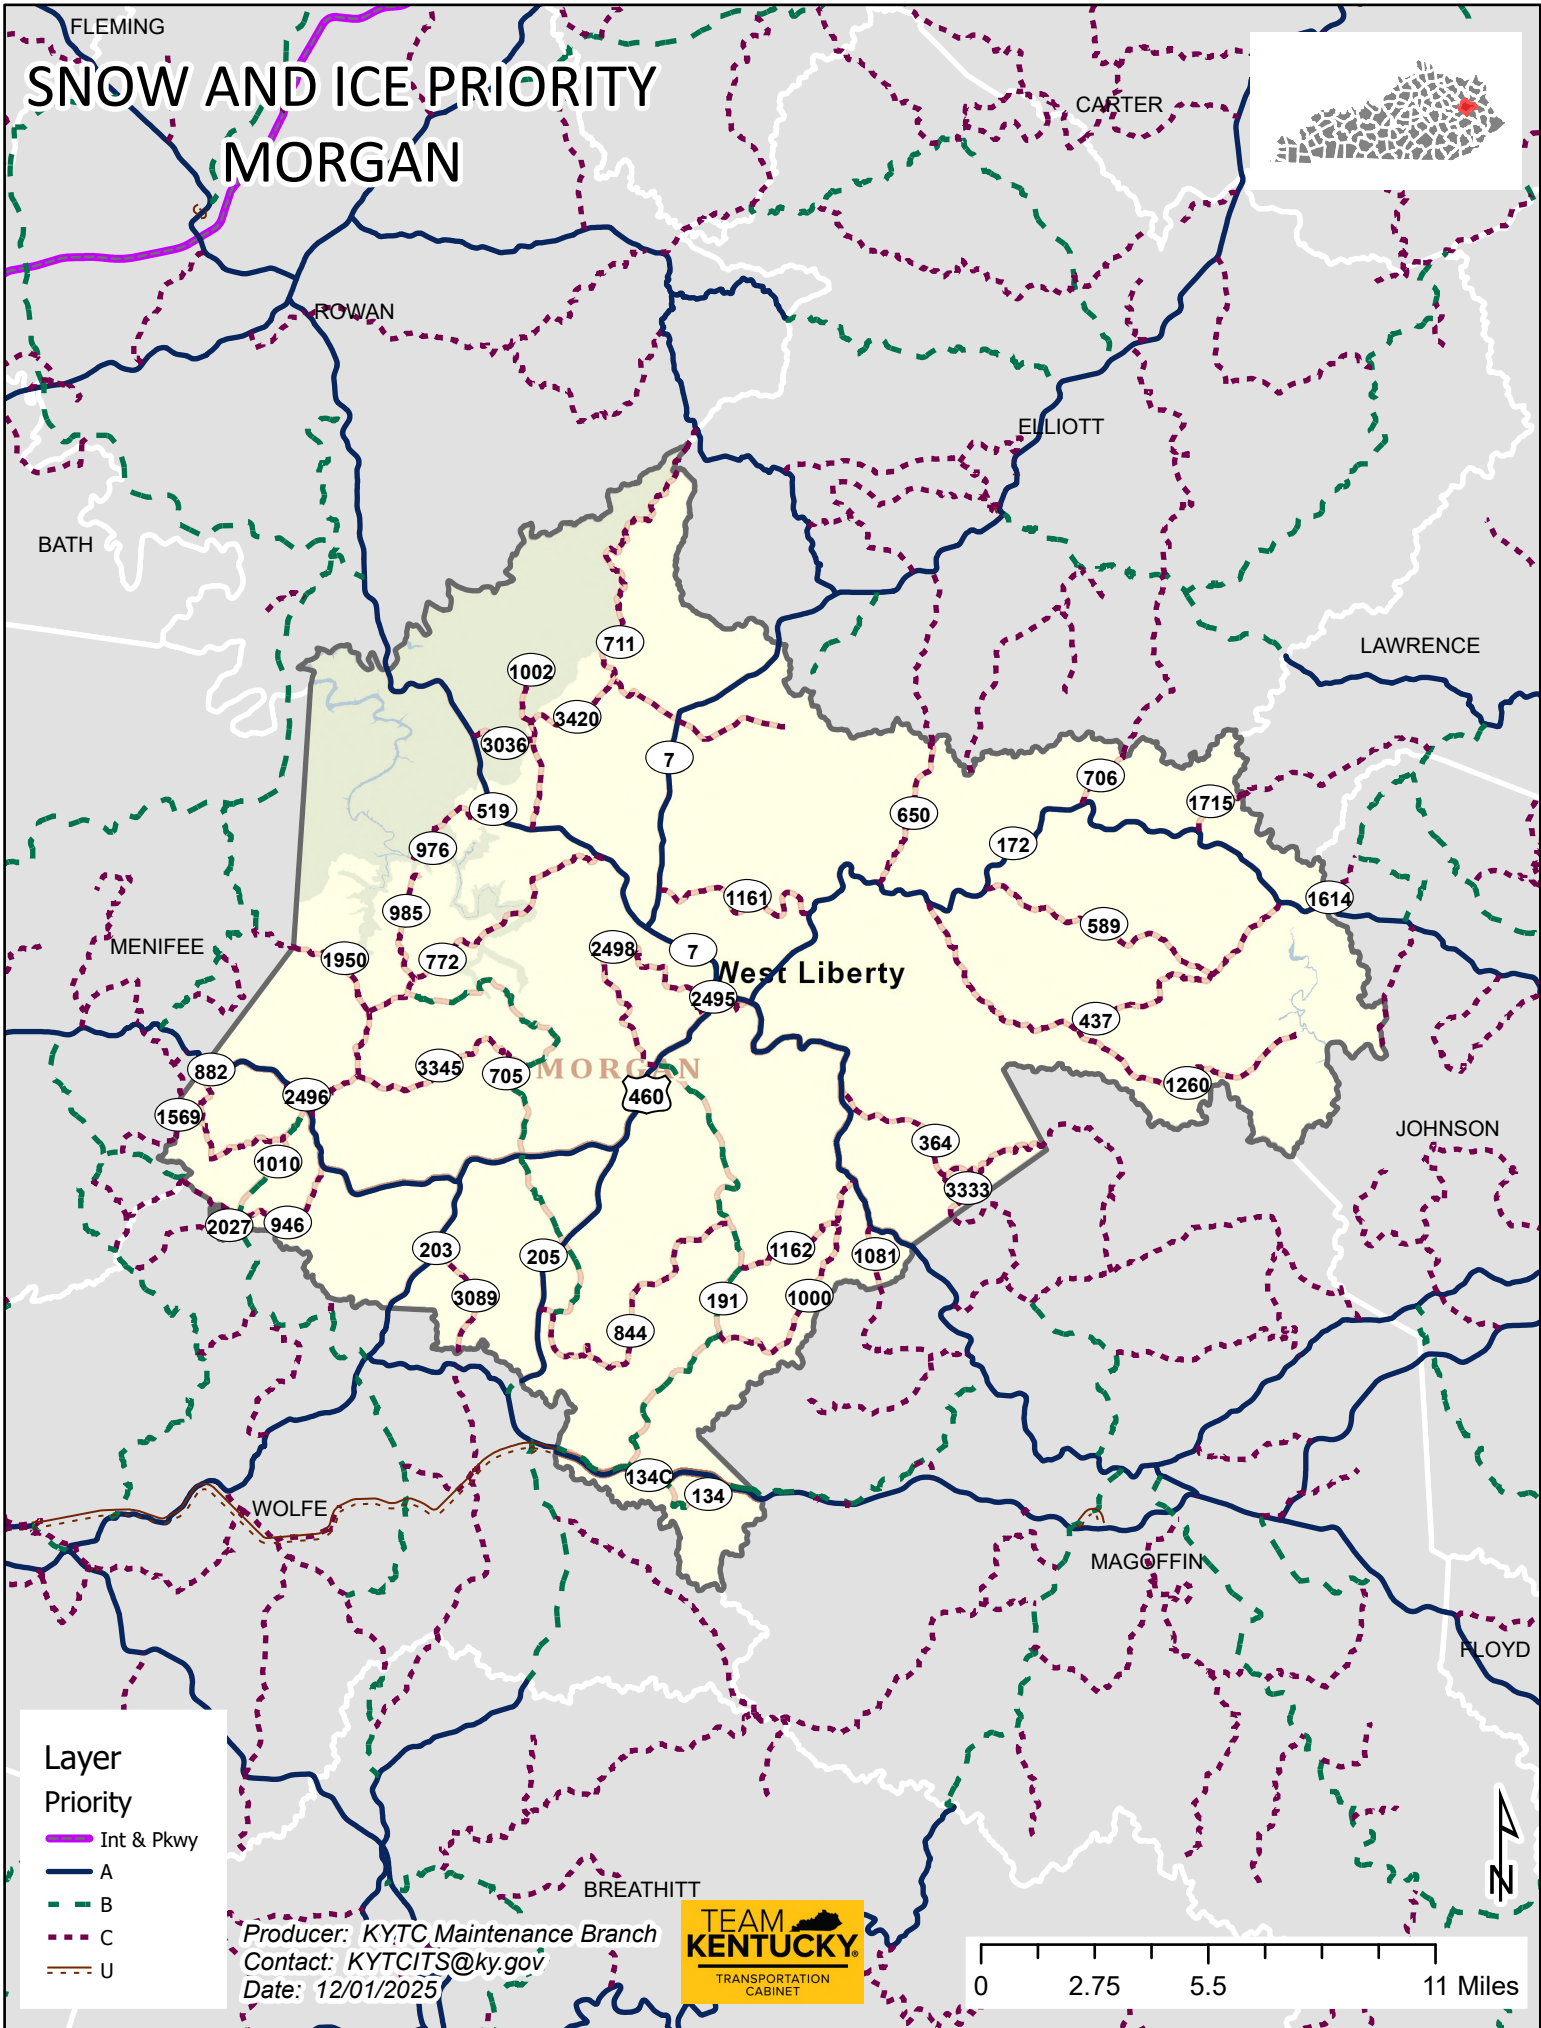 FLEMING
SNOW AND ICE PRIORITY
MORGAN
CARTER
ROWAN
ELLIOTT
BATH
LAWRENCE
711
1002
3420
3036
7
706
1715
519
650
172
976
1614
1161
985
589
MENIFEE
2498
7
1950
772
West Liberty
2495
437
MORGAN
882
3345
705
460
1260
2496
1569
JOHNSON
364
1010
3333
2027
946
203
205
1162
1081
3089
191
1000
844
134C
134
WOLFE
MAGOFFIN
FLOYD
Layer
Priority
Int & Pkwy
A
B
C
U
BREATHITT
Producer: KYTC Maintenance Branch
Contact: KYTCITS@ky.gov
Date: 12/01/2025
TEAM
KENTUCKY®
TRANSPORTATION
CABINET
N
0 2.75 5.5 11 Miles